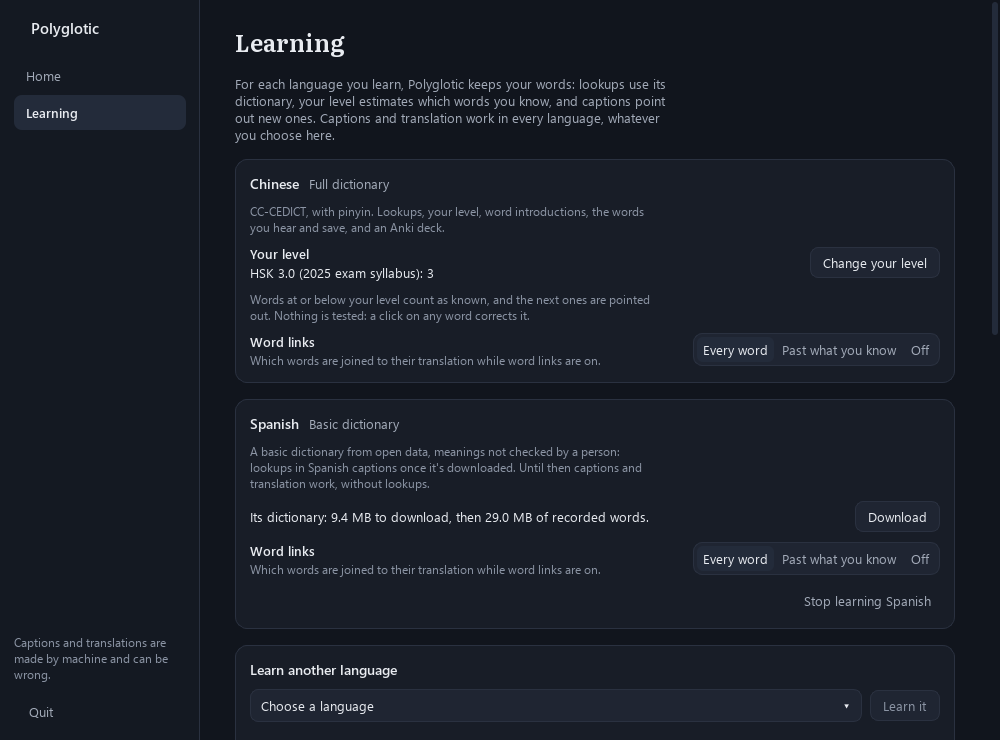 Polyglotic
Home
Learning
Captions and translations are
made by machine and can be
wrong.
Quit
Learning
For each language you learn, Polyglotic keeps your words: lookups use its
dictionary, your level estimates which words you know, and captions point
out new ones. Captions and translation work in every language, whatever
you choose here.
Chinese Full dictionary
CC-CEDICT, with pinyin. Lookups, your level, word introductions, the words
you hear and save, and an Anki deck.
Your level
HSK 3.0 (2025 exam syllabus): 3
Change your level
Words at or below your level count as known, and the next ones are pointed
out. Nothing is tested: a click on any word corrects it.
Word links
Which words are joined to their translation while word links are on.
Every word Past what you know Off
Spanish Basic dictionary
A basic dictionary from open data, meanings not checked by a person:
lookups in Spanish captions once it's downloaded. Until then captions and
translation work, without lookups.
Its dictionary: 9.4 MB to download, then 29.0 MB of recorded words.
Download
Word links
Which words are joined to their translation while word links are on.
Every word Past what you know Off
Stop learning Spanish
Learn another language
Choose a language
Learn it